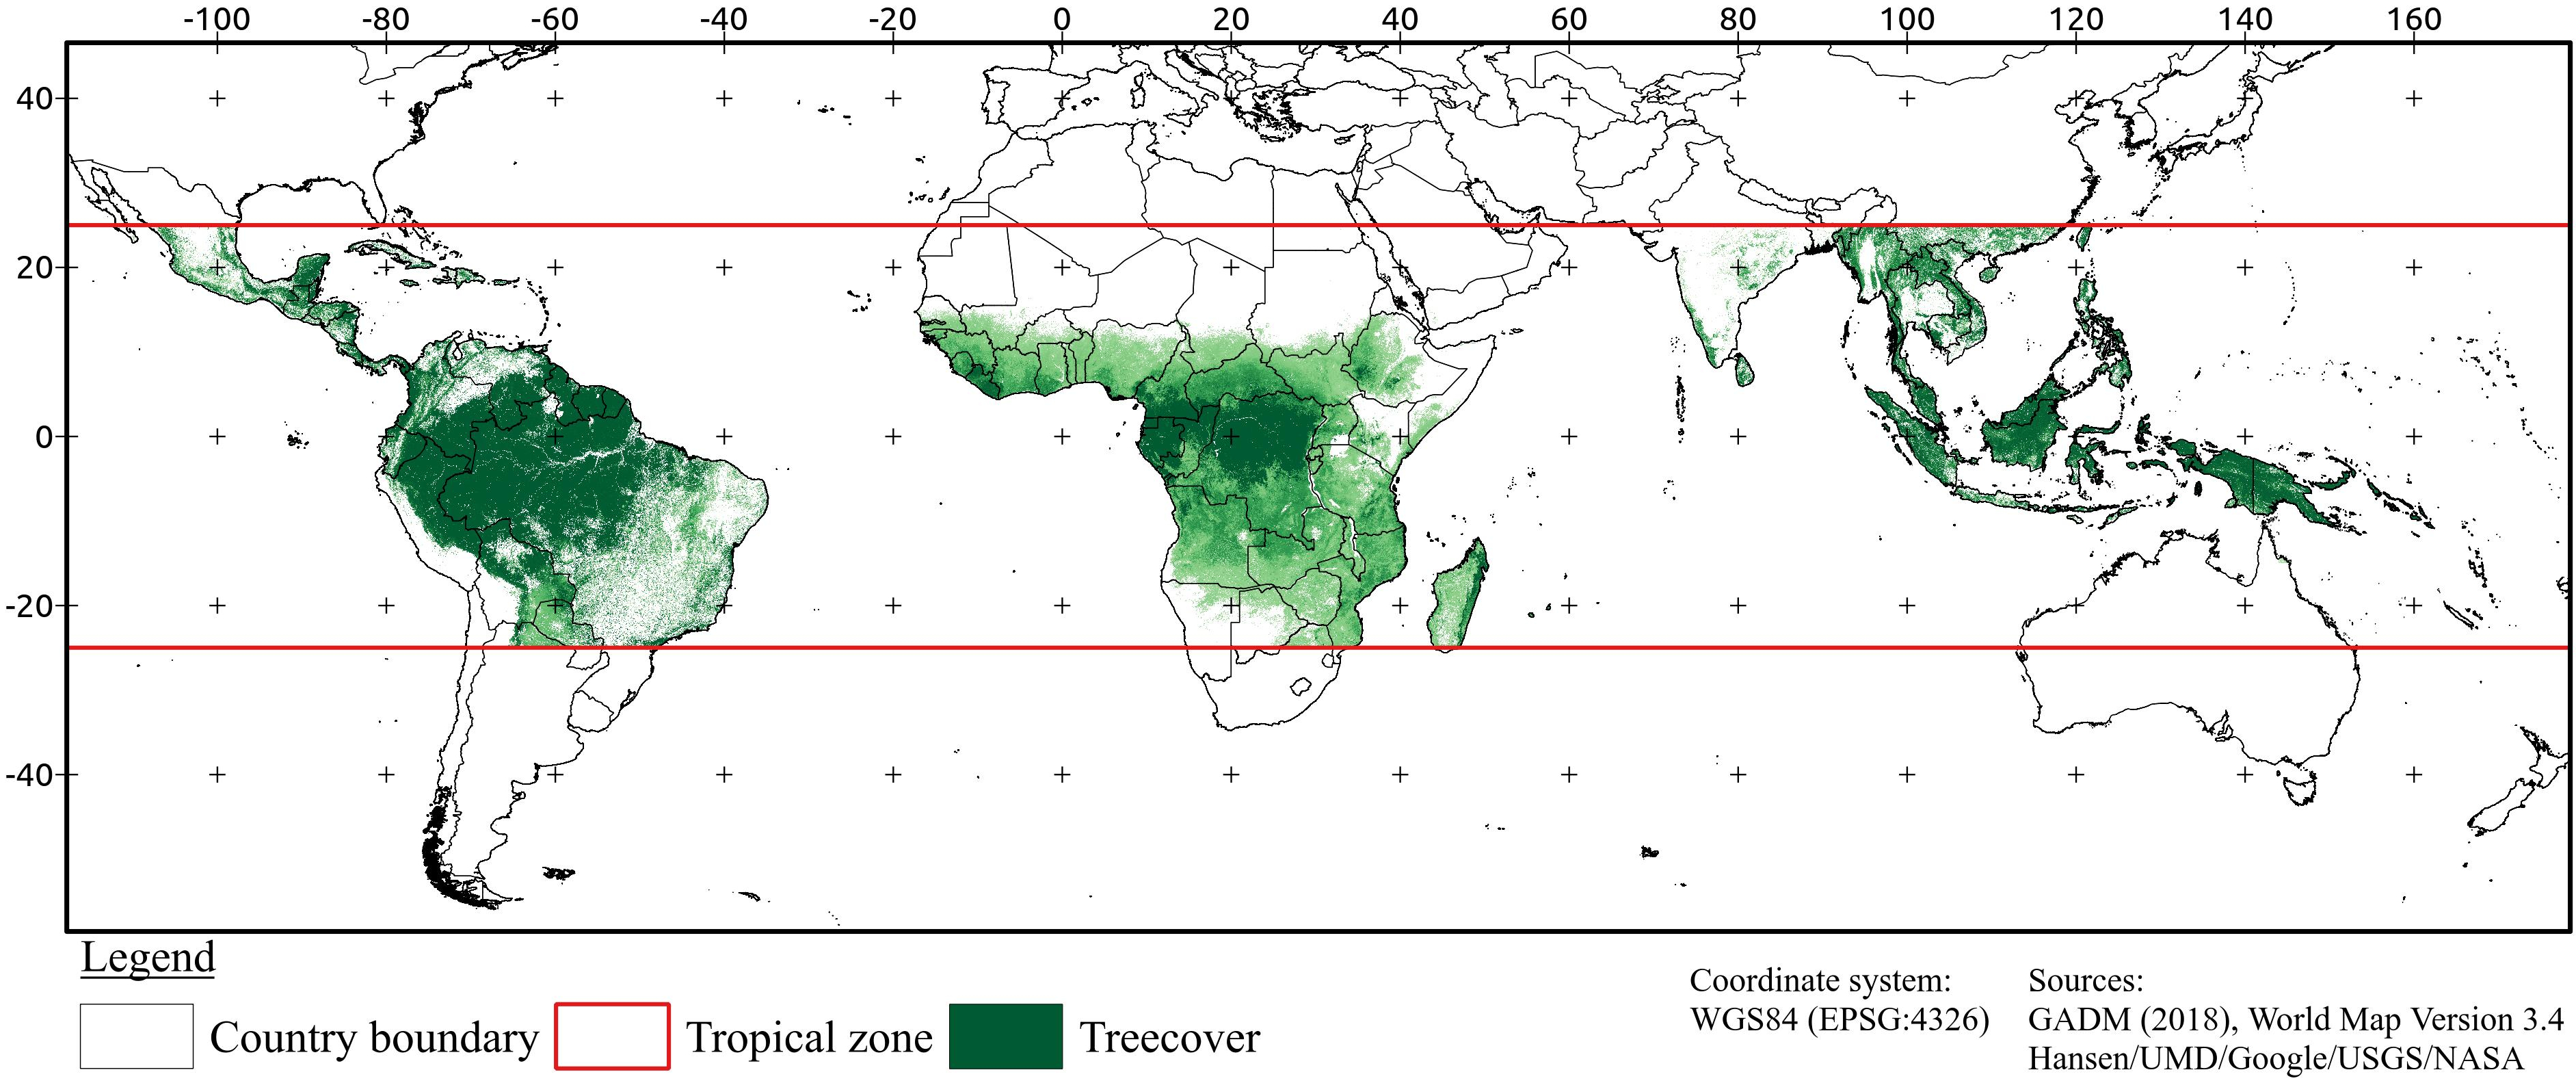 -100 -80 -60 -40 -20 0 20 40 60 80 100 120 140 160
40
20
0
-20
-40
Legend
Country boundary
Tropical zone
Treecover
Coordinate system:
WGS84 (EPSG:4326)
Sources:
GADM (2018), World Map Version 3.4
Hansen/UMD/Google/USGS/NASA